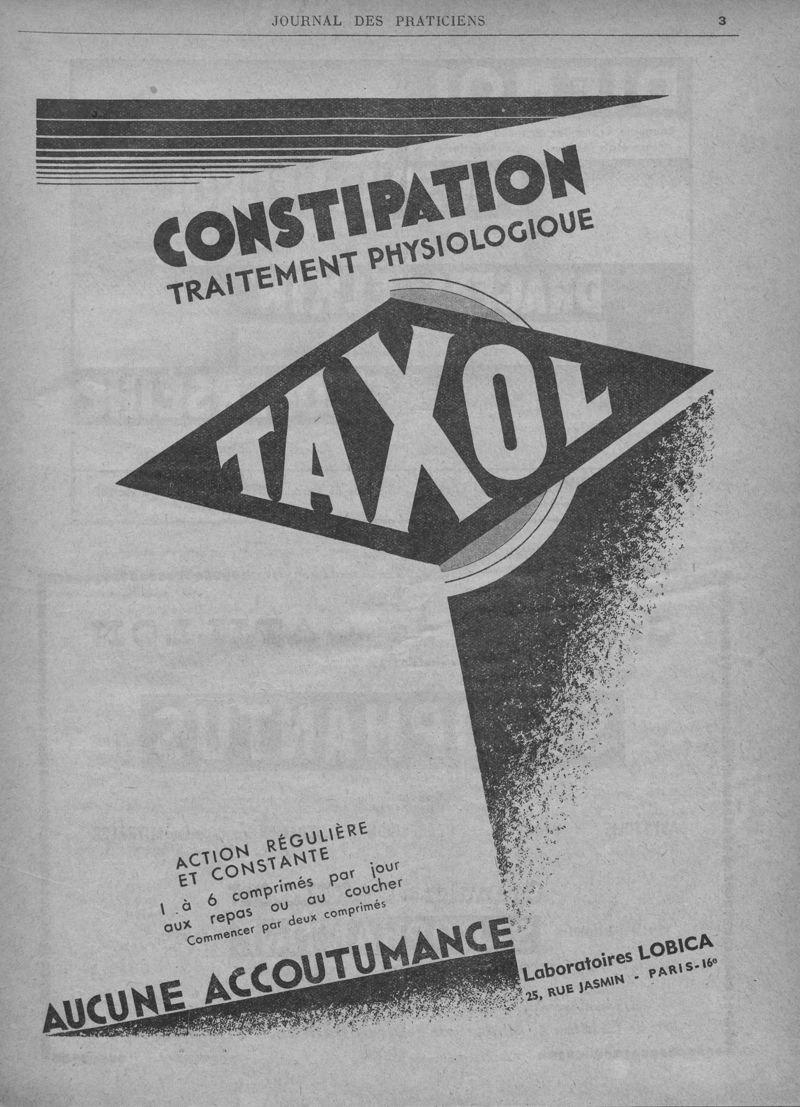 JOURNAL DES PRATICIENS 3
CONSTIPATION
TRAITEMENT PHYSIOLOGIQUE
TAXOL
ACTION RÉGULIÈRE
ET CONSTANTE
1 à 6 comprimés par jour
aux repas ou au coucher
Commencer par deux comprimés
AUCUNE ACCOUTUMANCE
Laboratoires LOBICA
25, RUE JASMIN - PARIS-16e